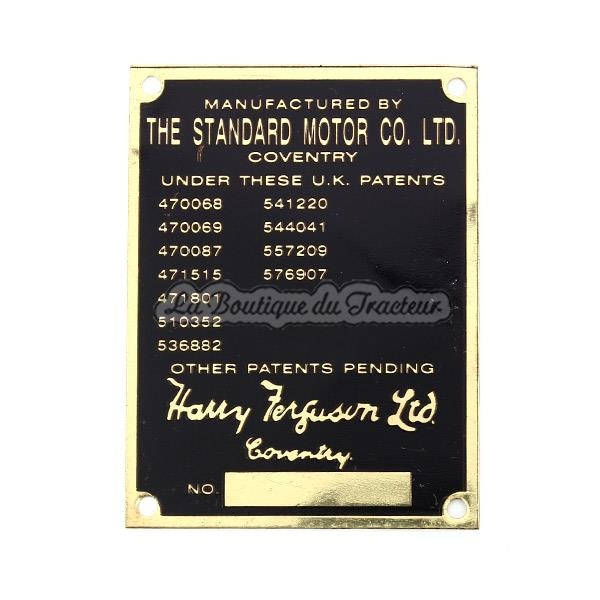 MANUFACTURED BY
THE STANDARD MOTOR CO. LTD.
COVENTRY
UNDER THESE U.K. PATENTS
470068 541220
470069 544041
470087 557209
471515 576907
471801
La Boutique du Tracteur
510352
536882
OTHER PATENTS PENDING
Harry Ferguson Ltd.
Coventry.
NO.